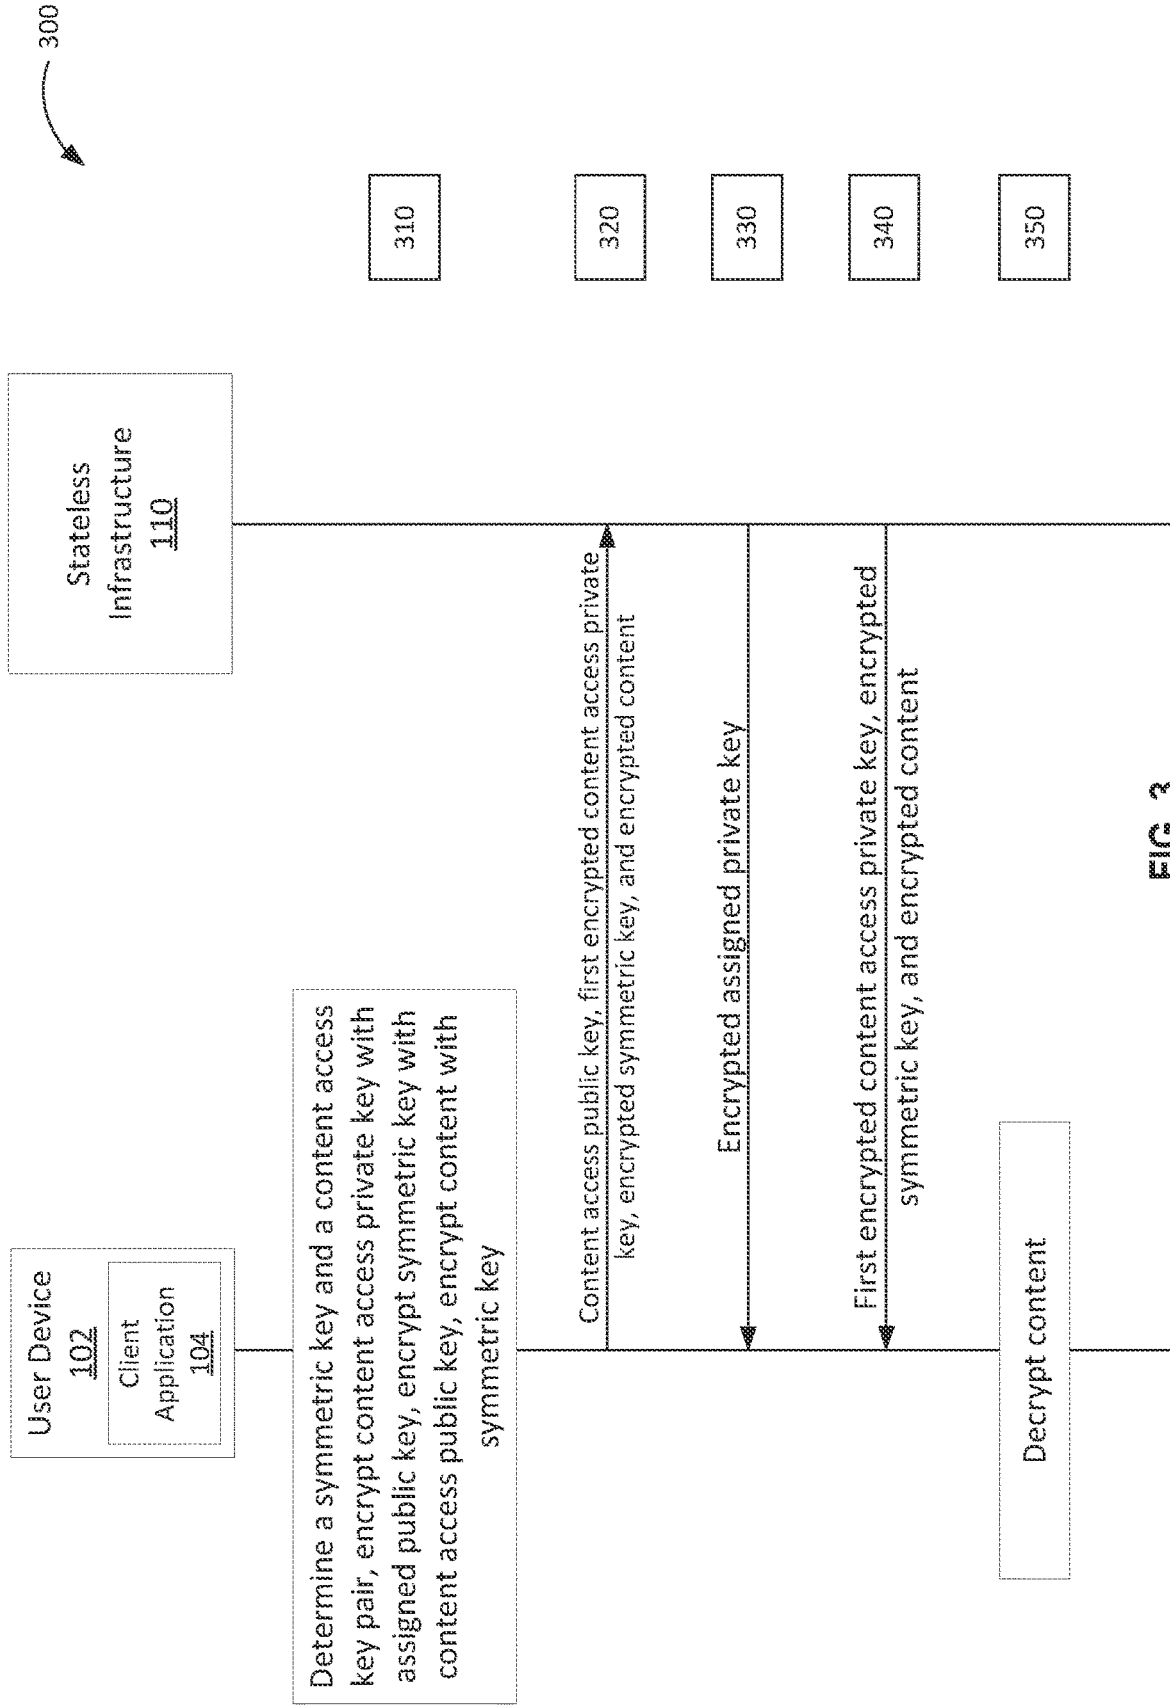 300
User Device
102
Client
Application
104
Stateless
Infrastructure
110
Determine a symmetric key and a content access
key pair, encrypt content access private key with
assigned public key, encrypt symmetric key with
content access public key, encrypt content with
symmetric key
310
Content access public key, first encrypted content access private
key, encrypted symmetric key, and encrypted content
320
Encrypted assigned private key
330
First encrypted content access private key, encrypted
symmetric key, and encrypted content
340
Decrypt content
350
FIG. 3